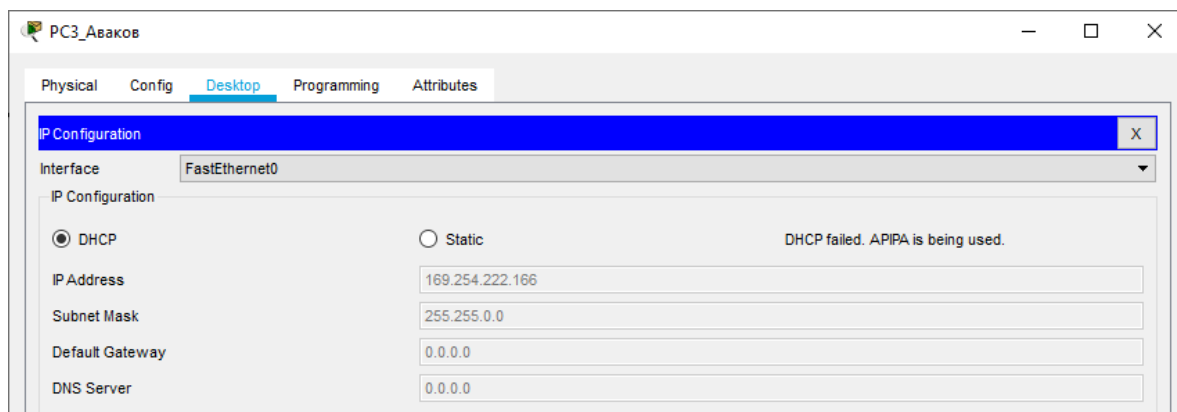 PC3_Аваков
Physical Config Desktop Programming Attributes
IP Configuration X
Interface FastEthernet0
IP Configuration
DHCP Static DHCP failed. APIPA is being used.
IP Address 169.254.222.166
Subnet Mask 255.255.0.0
Default Gateway 0.0.0.0
DNS Server 0.0.0.0